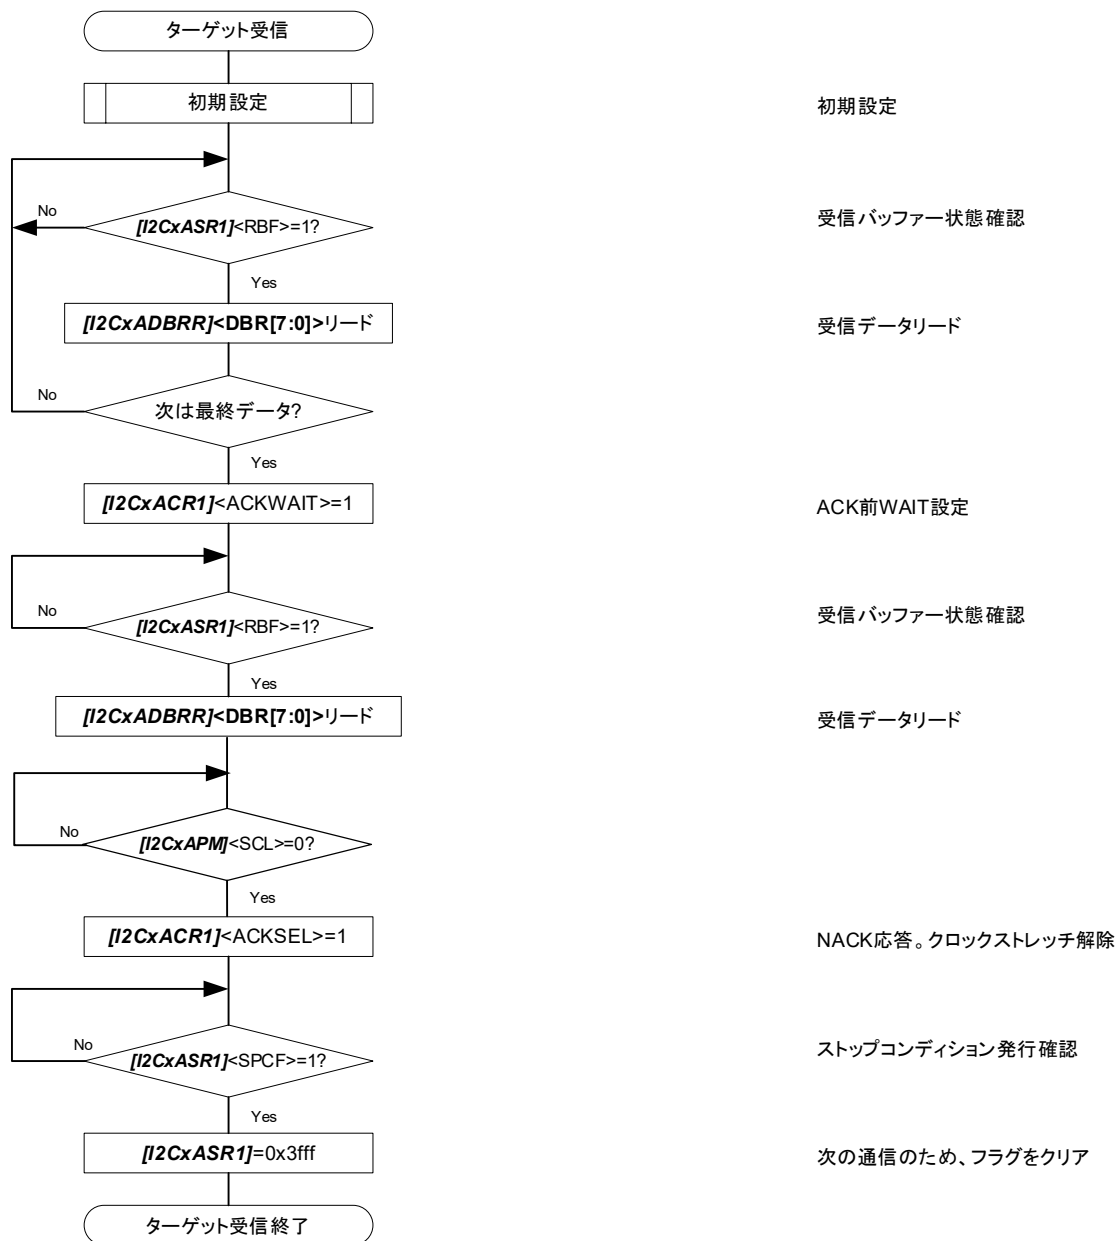 ターゲット受信
初期設定
初期設定
No
[I2CxASR1]<RBF>=1?
受信バッファー状態確認
Yes
[I2CxADBRR]<DBR[7:0]>リード
受信データリード
No
次は最終データ?
Yes
[I2CxACR1]<ACKWAIT>=1
ACK前WAIT設定
No
[I2CxASR1]<RBF>=1?
受信バッファー状態確認
Yes
[I2CxADBRR]<DBR[7:0]>リード
受信データリード
No
[I2CxAPM]<SCL>=0?
Yes
[I2CxACR1]<ACKSEL>=1
NACK応答。クロックストレッチ解除
No
[I2CxASR1]<SPCF>=1?
ストップコンディション発行確認
Yes
[I2CxASR1]=0x3fff
次の通信のため、フラグをクリア
ターゲット受信終了